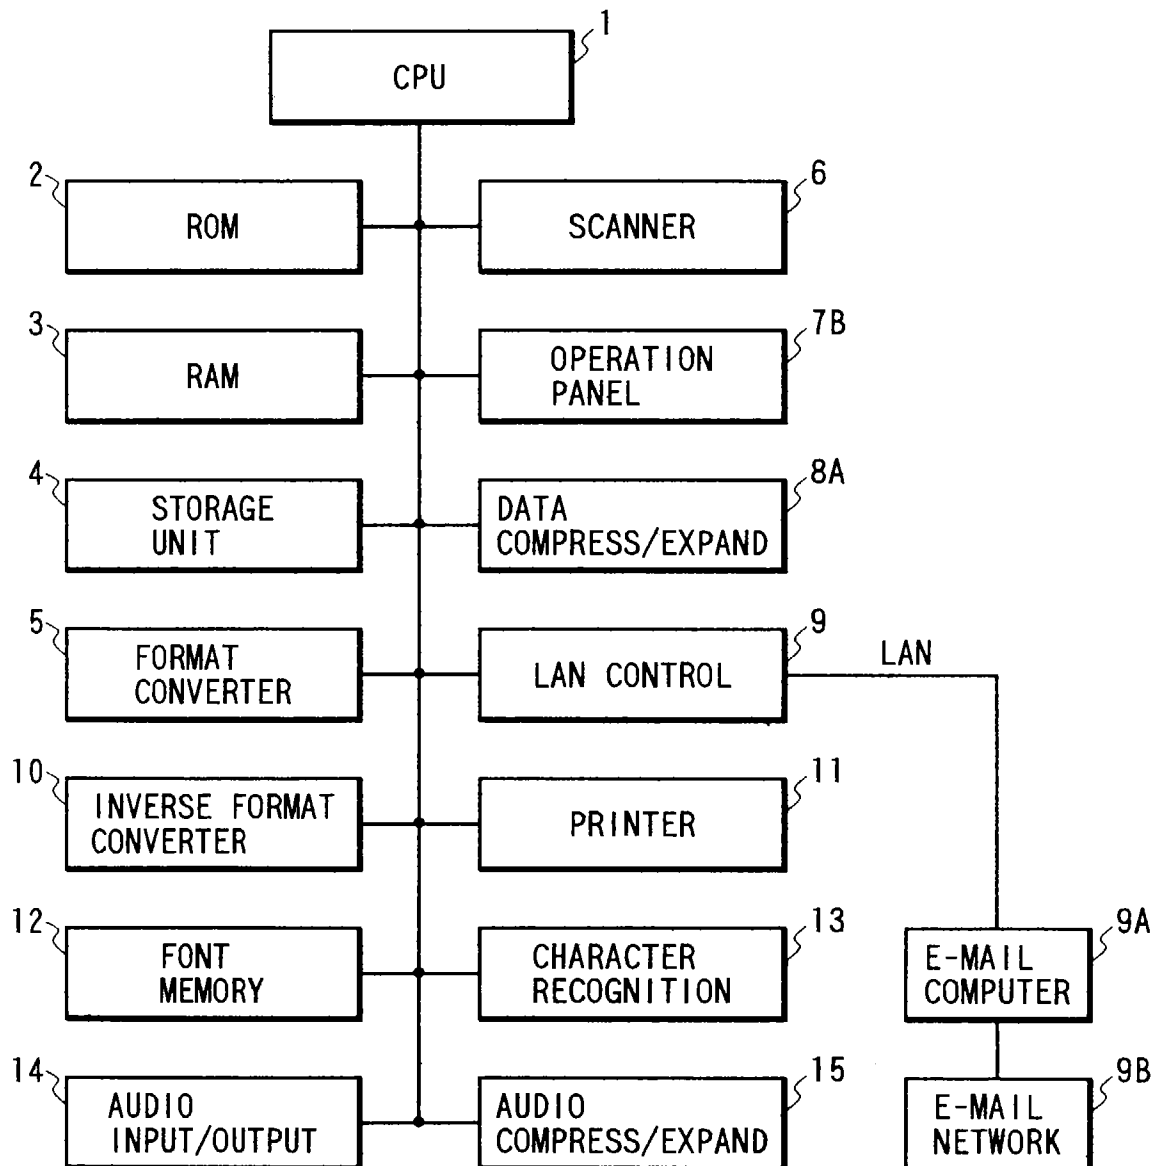 1
CPU
2
ROM
6
SCANNER
3
RAM
7B
OPERATION
PANEL
4
STORAGE
UNIT
8A
DATA
COMPRESS/EXPAND
5
FORMAT
CONVERTER
9
LAN CONTROL
LAN
10
INVERSE FORMAT
CONVERTER
11
PRINTER
12
FONT
MEMORY
13
CHARACTER
RECOGNITION
9A
E-MAIL
COMPUTER
14
AUDIO
INPUT/OUTPUT
15
AUDIO
COMPRESS/EXPAND
9B
E-MAIL
NETWORK